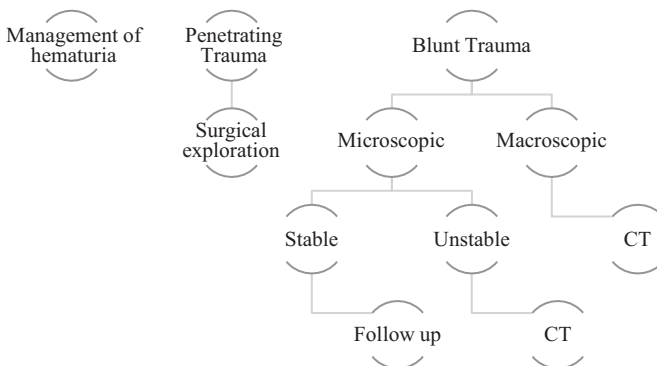 Management of
hematuria
Penetrating
Trauma
Blunt Trauma
Surgical
exploration
Microscopic
Macroscopic
Stable
Unstable
CT
Follow up
CT